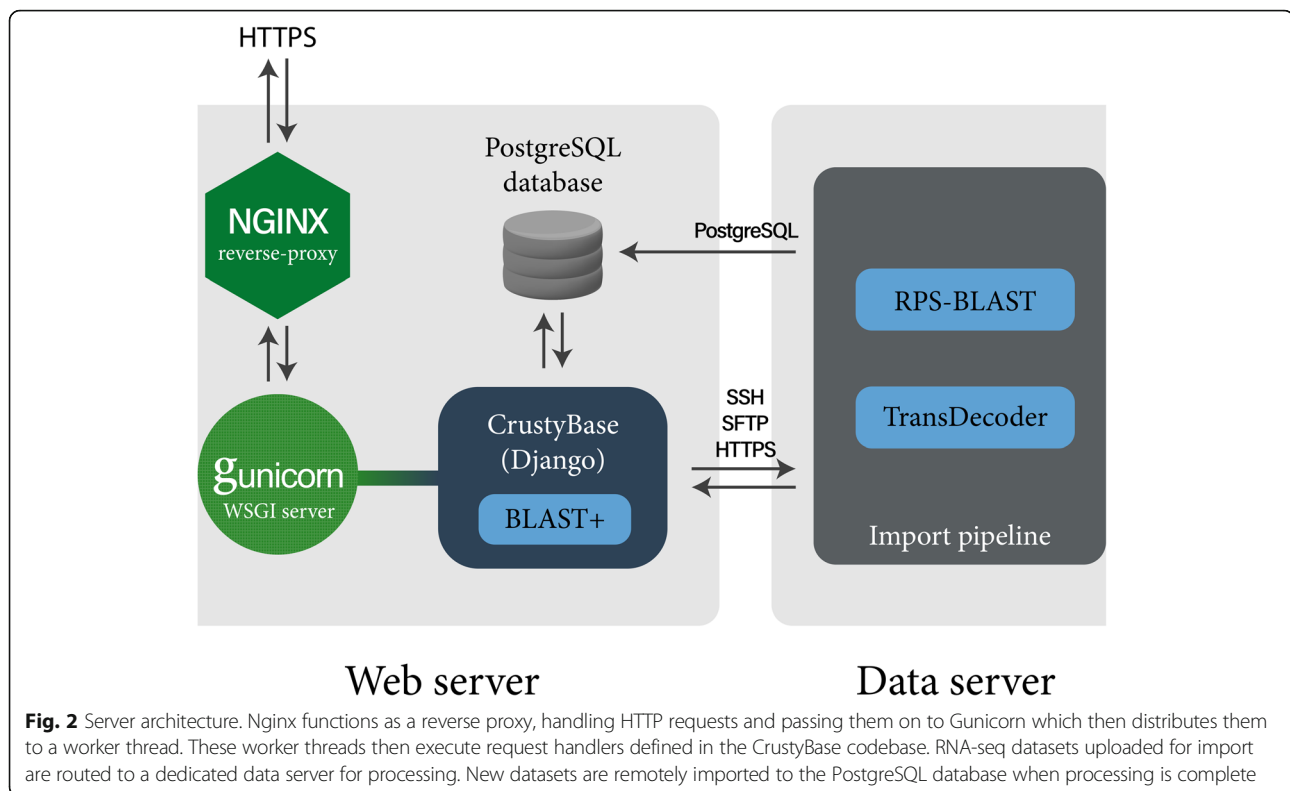 HTTPS
NGINX
reverse-proxy
PostgreSQL
database
PostgreSQL
RPS-BLAST
TransDecoder
Import pipeline
gunicorn
WSGI server
CrustyBase
(Django)
BLAST+
SSH
SFTP
HTTPS
Web server
Data server
Fig. 2 Server architecture. Nginx functions as a reverse proxy, handling HTTP requests and passing them on to Gunicorn which then distributes them
to a worker thread. These worker threads then execute request handlers defined in the CrustyBase codebase. RNA-seq datasets uploaded for import
are routed to a dedicated data server for processing. New datasets are remotely imported to the PostgreSQL database when processing is complete